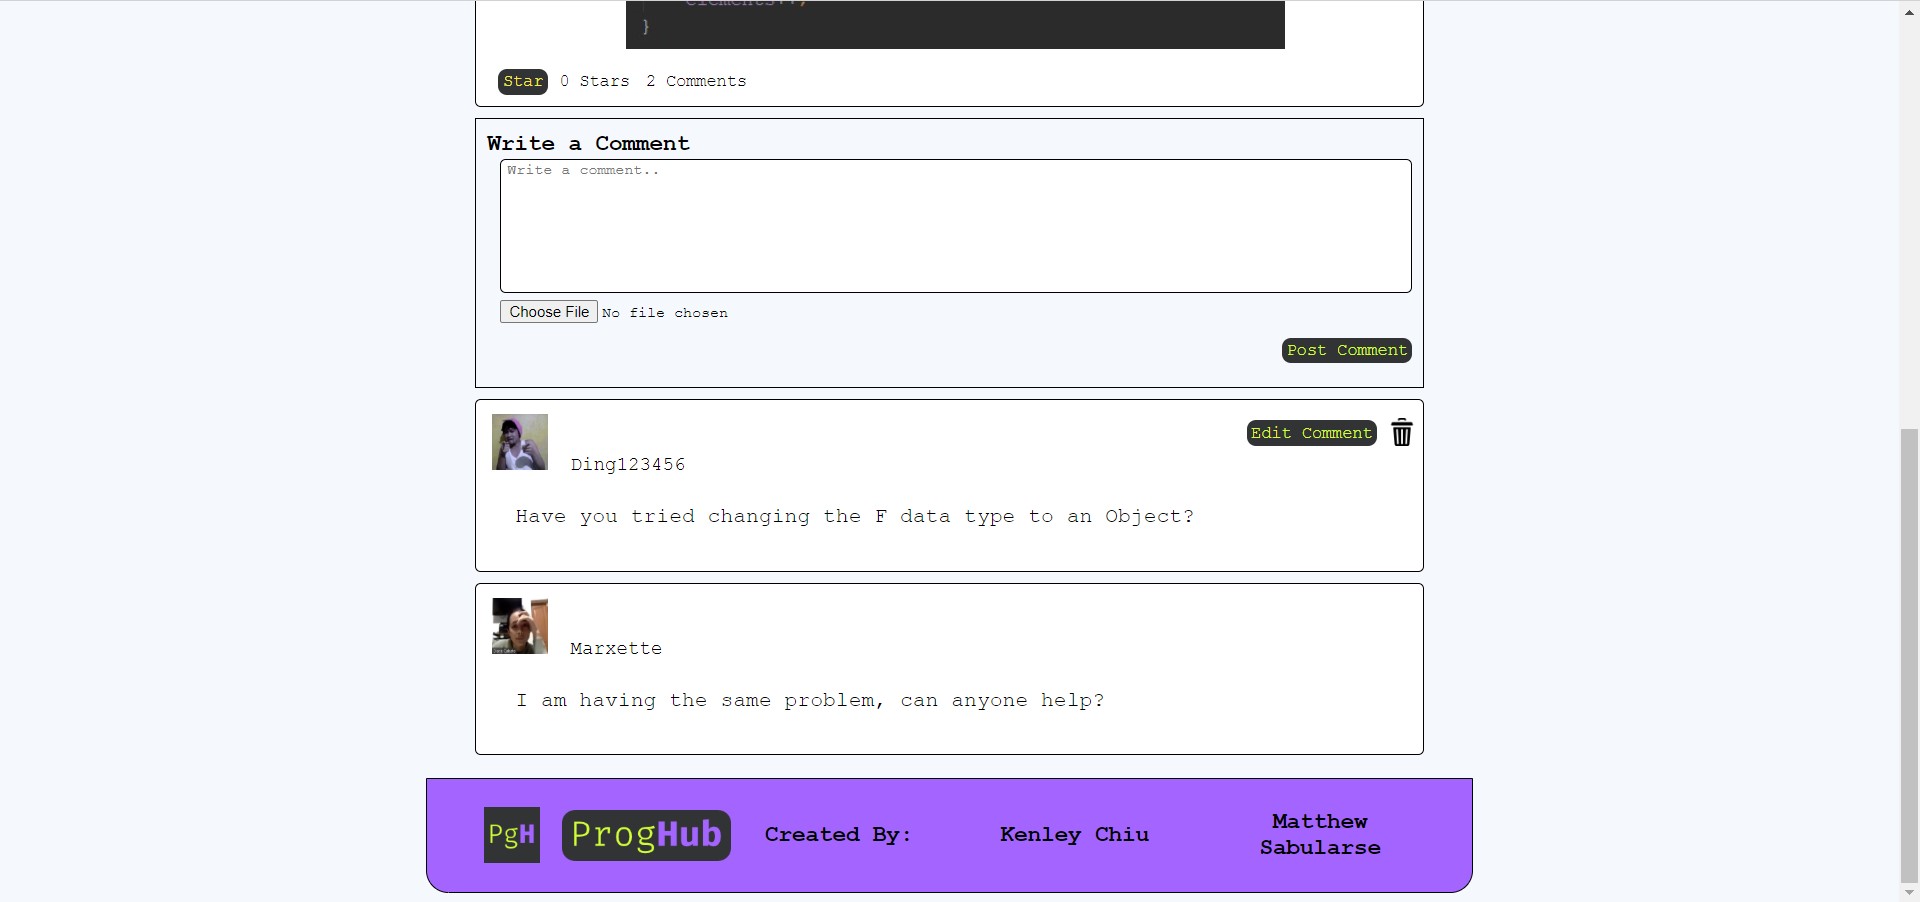 elements++;
}
Star 0 Stars 2 Comments
Write a Comment
Write a comment..
Choose File No file chosen
Post Comment
Edit Comment
Ding123456
Have you tried changing the F data type to an Object?
Marxette
I am having the same problem, can anyone help?
PgH ProgHub Created By: Kenley Chiu Matthew
Sabularse